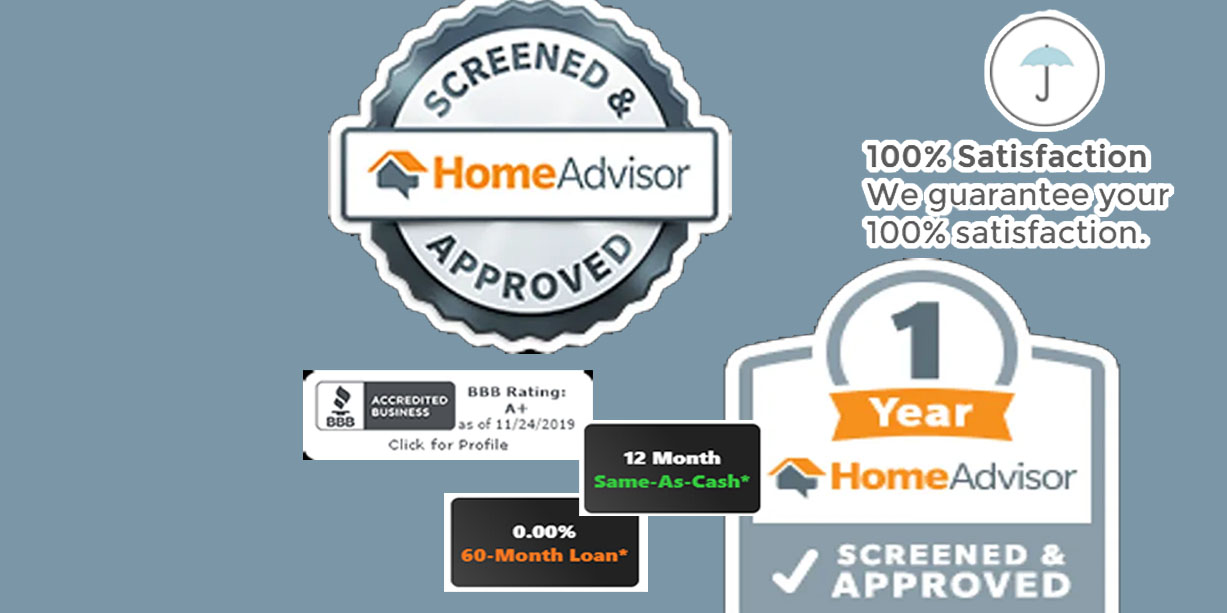 SCREENED &
HomeAdvisor
APPROVED
100% Satisfaction
We guarantee your
100% satisfaction.
BBB
ACCREDITED
BUSINESS
BBB Rating:
A+
as of 11/24/2019
Click for Profile
12 Month
Same-As-Cash*
0.00%
60-Month Loan*
1
Year
HomeAdvisor
SCREENED &
APPROVED